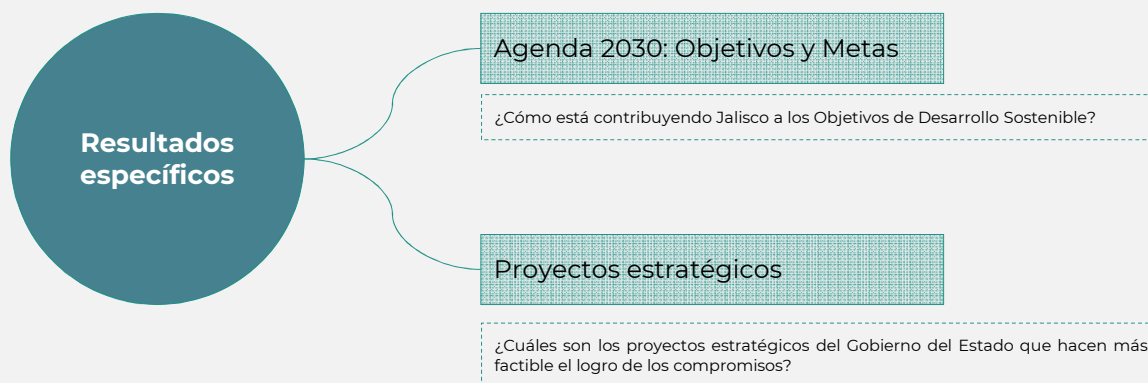 Resultados
específicos
Agenda 2030: Objetivos y Metas
¿Cómo está contribuyendo Jalisco a los Objetivos de Desarrollo Sostenible?
Proyectos estratégicos
¿Cuáles son los proyectos estratégicos del Gobierno del Estado que hacen más
factible el logro de los compromisos?